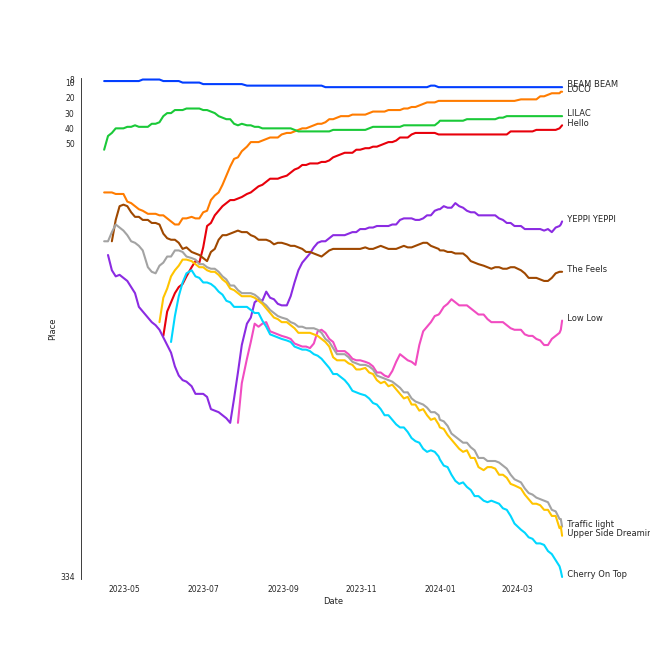 8
10
20
30
40
50
334
Place
BEAM BEAM
LOCO
LILAC
Hello
YEPPI YEPPI
The Feels
Low Low
Traffic light
Upper Side Dreamin
Cherry On Top
2023-05
2023-07
2023-09
2023-11
2024-01
2024-03
Date